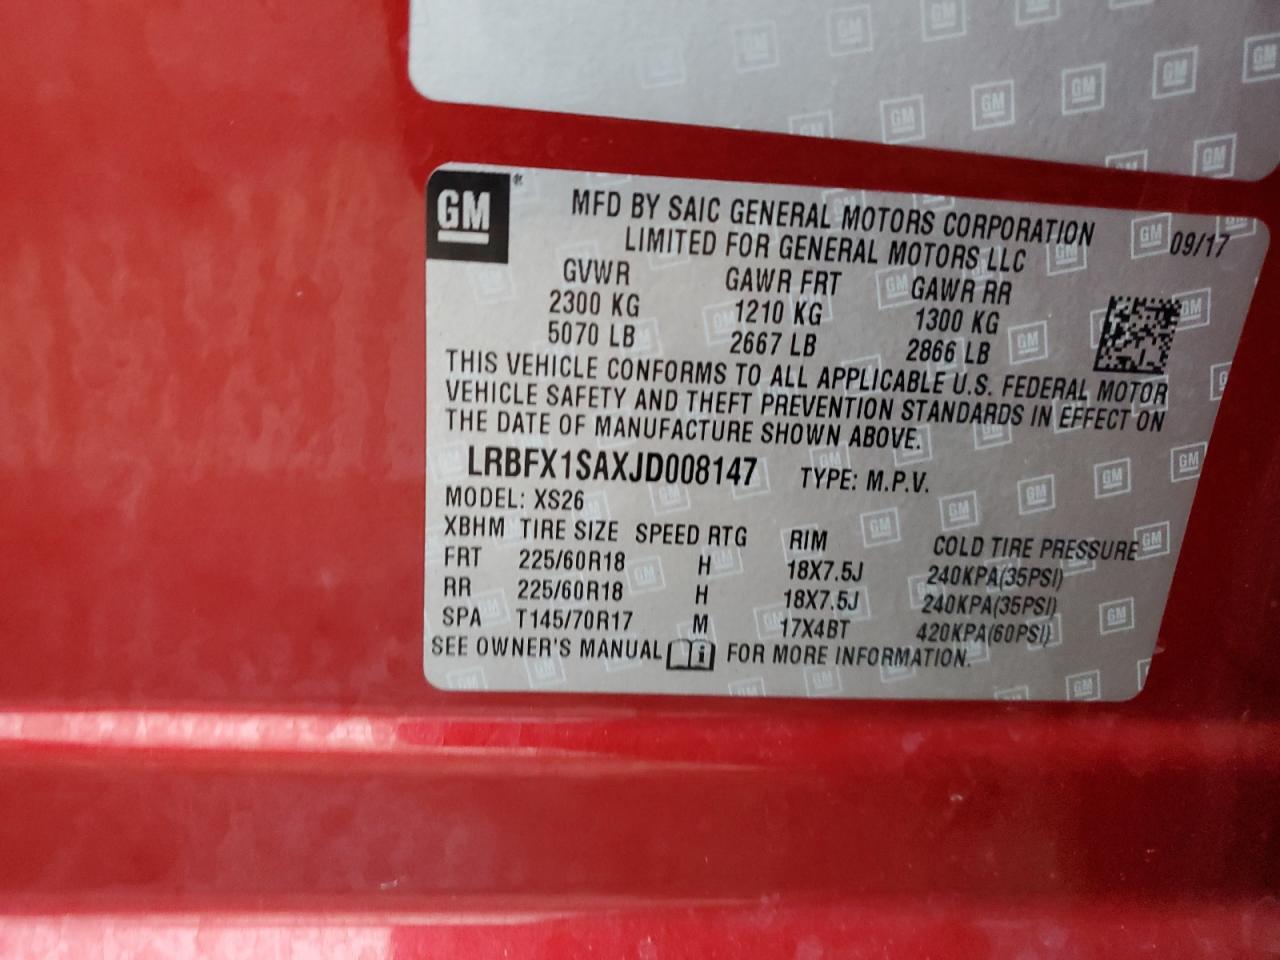 GM
MFD BY SAIC GENERAL MOTORS CORPORATION
LIMITED FOR GENERAL MOTORS LLC 09/17
GVWR GAWR FRT GAWR RR
2300 KG 1210 KG 1300 KG
5070 LB 2667 LB 2866 LB
THIS VEHICLE CONFORMS TO ALL APPLICABLE U.S. FEDERAL MOTOR
VEHICLE SAFETY AND THEFT PREVENTION STANDARDS IN EFFECT ON
THE DATE OF MANUFACTURE SHOWN ABOVE.
LRBFX1SAXJD008147 TYPE: M.P.V.
MODEL: XS26
XBHM TIRE SIZE SPEED RTG RIM COLD TIRE PRESSURE
FRT 225/60R18 H 18X7.5J 240KPA(35PSI)
RR 225/60R18 H 18X7.5J 240KPA(35PSI)
SPA T145/70R17 M 17X4BT 420KPA(60PSI)
SEE OWNER'S MANUAL FOR MORE INFORMATION.